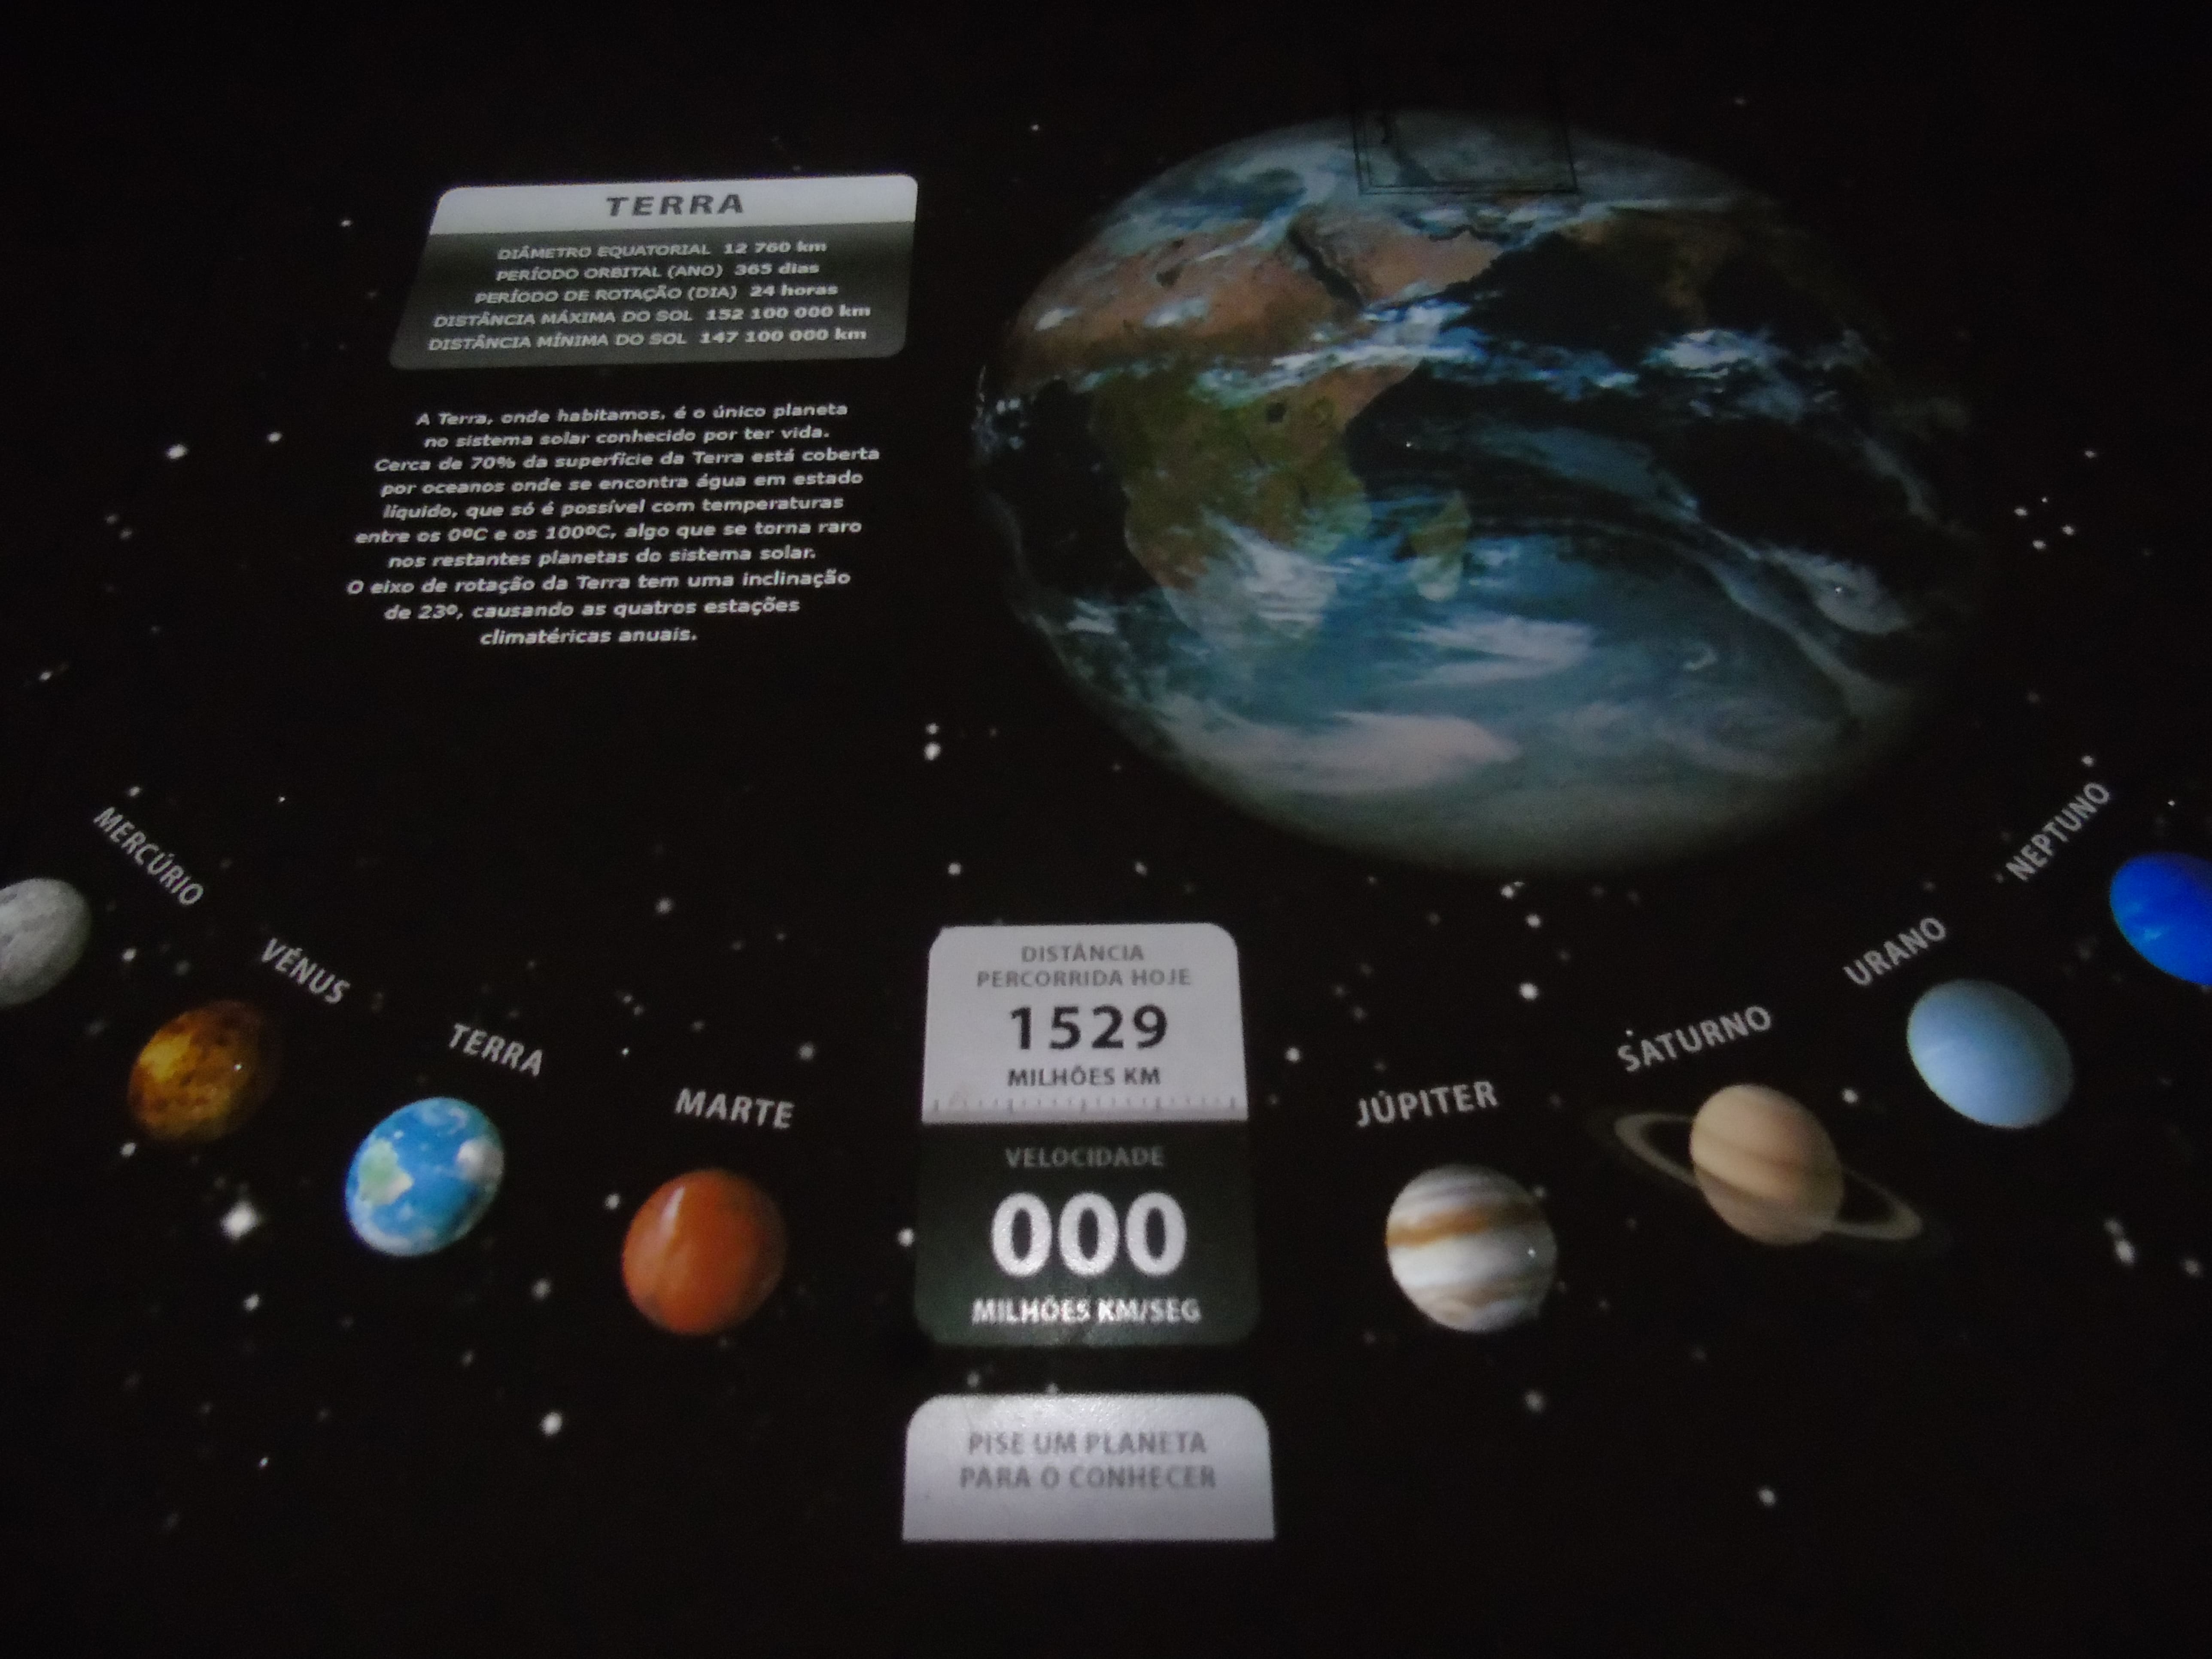 TERRA
DIÂMETRO EQUATORIAL 12 760 km
PERÍODO ORBITAL (ANO) 365 dias
PERÍODO DE ROTAÇÃO (DIA) 24 horas
DISTÂNCIA MÁXIMA DO SOL 152 100 000 km
DISTÂNCIA MÍNIMA DO SOL 147 100 000 km
A Terra, onde habitamos, é o único planeta
no sistema solar conhecido por ter vida.
Cerca de 70% da superfície da Terra está coberta
por oceanos onde se encontra água em estado
líquido, que só é possível com temperaturas
entre os 0ºC e os 100ºC, algo que se torna raro
nos restantes planetas do sistema solar.
O eixo de rotação da Terra tem uma inclinação
de 23º, causando as quatros estações
climatéricas anuais.
MERCÚRIO
VÉNUS
TERRA
MARTE
DISTÂNCIA
PERCORRIDA HOJE
1529
MILHÕES KM
VELOCIDADE
000
MILHÕES KM/SEG
PISE UM PLANETA
PARA O CONHECER
JÚPITER
SATURNO
URANO
NEPTUNO